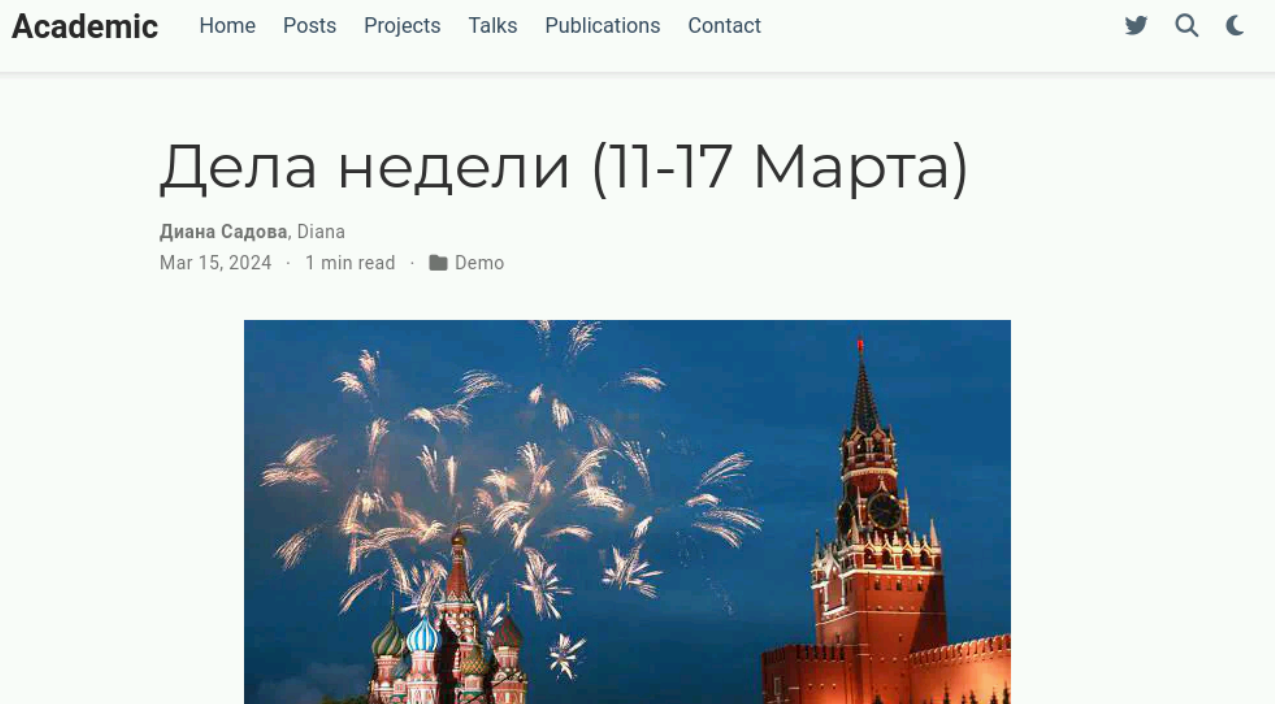 Academic Home Posts Projects Talks Publications Contact
Дела недели (11-17 Марта)
Диана Садова, Diana
Mar 15, 2024 · 1 min read · Demo